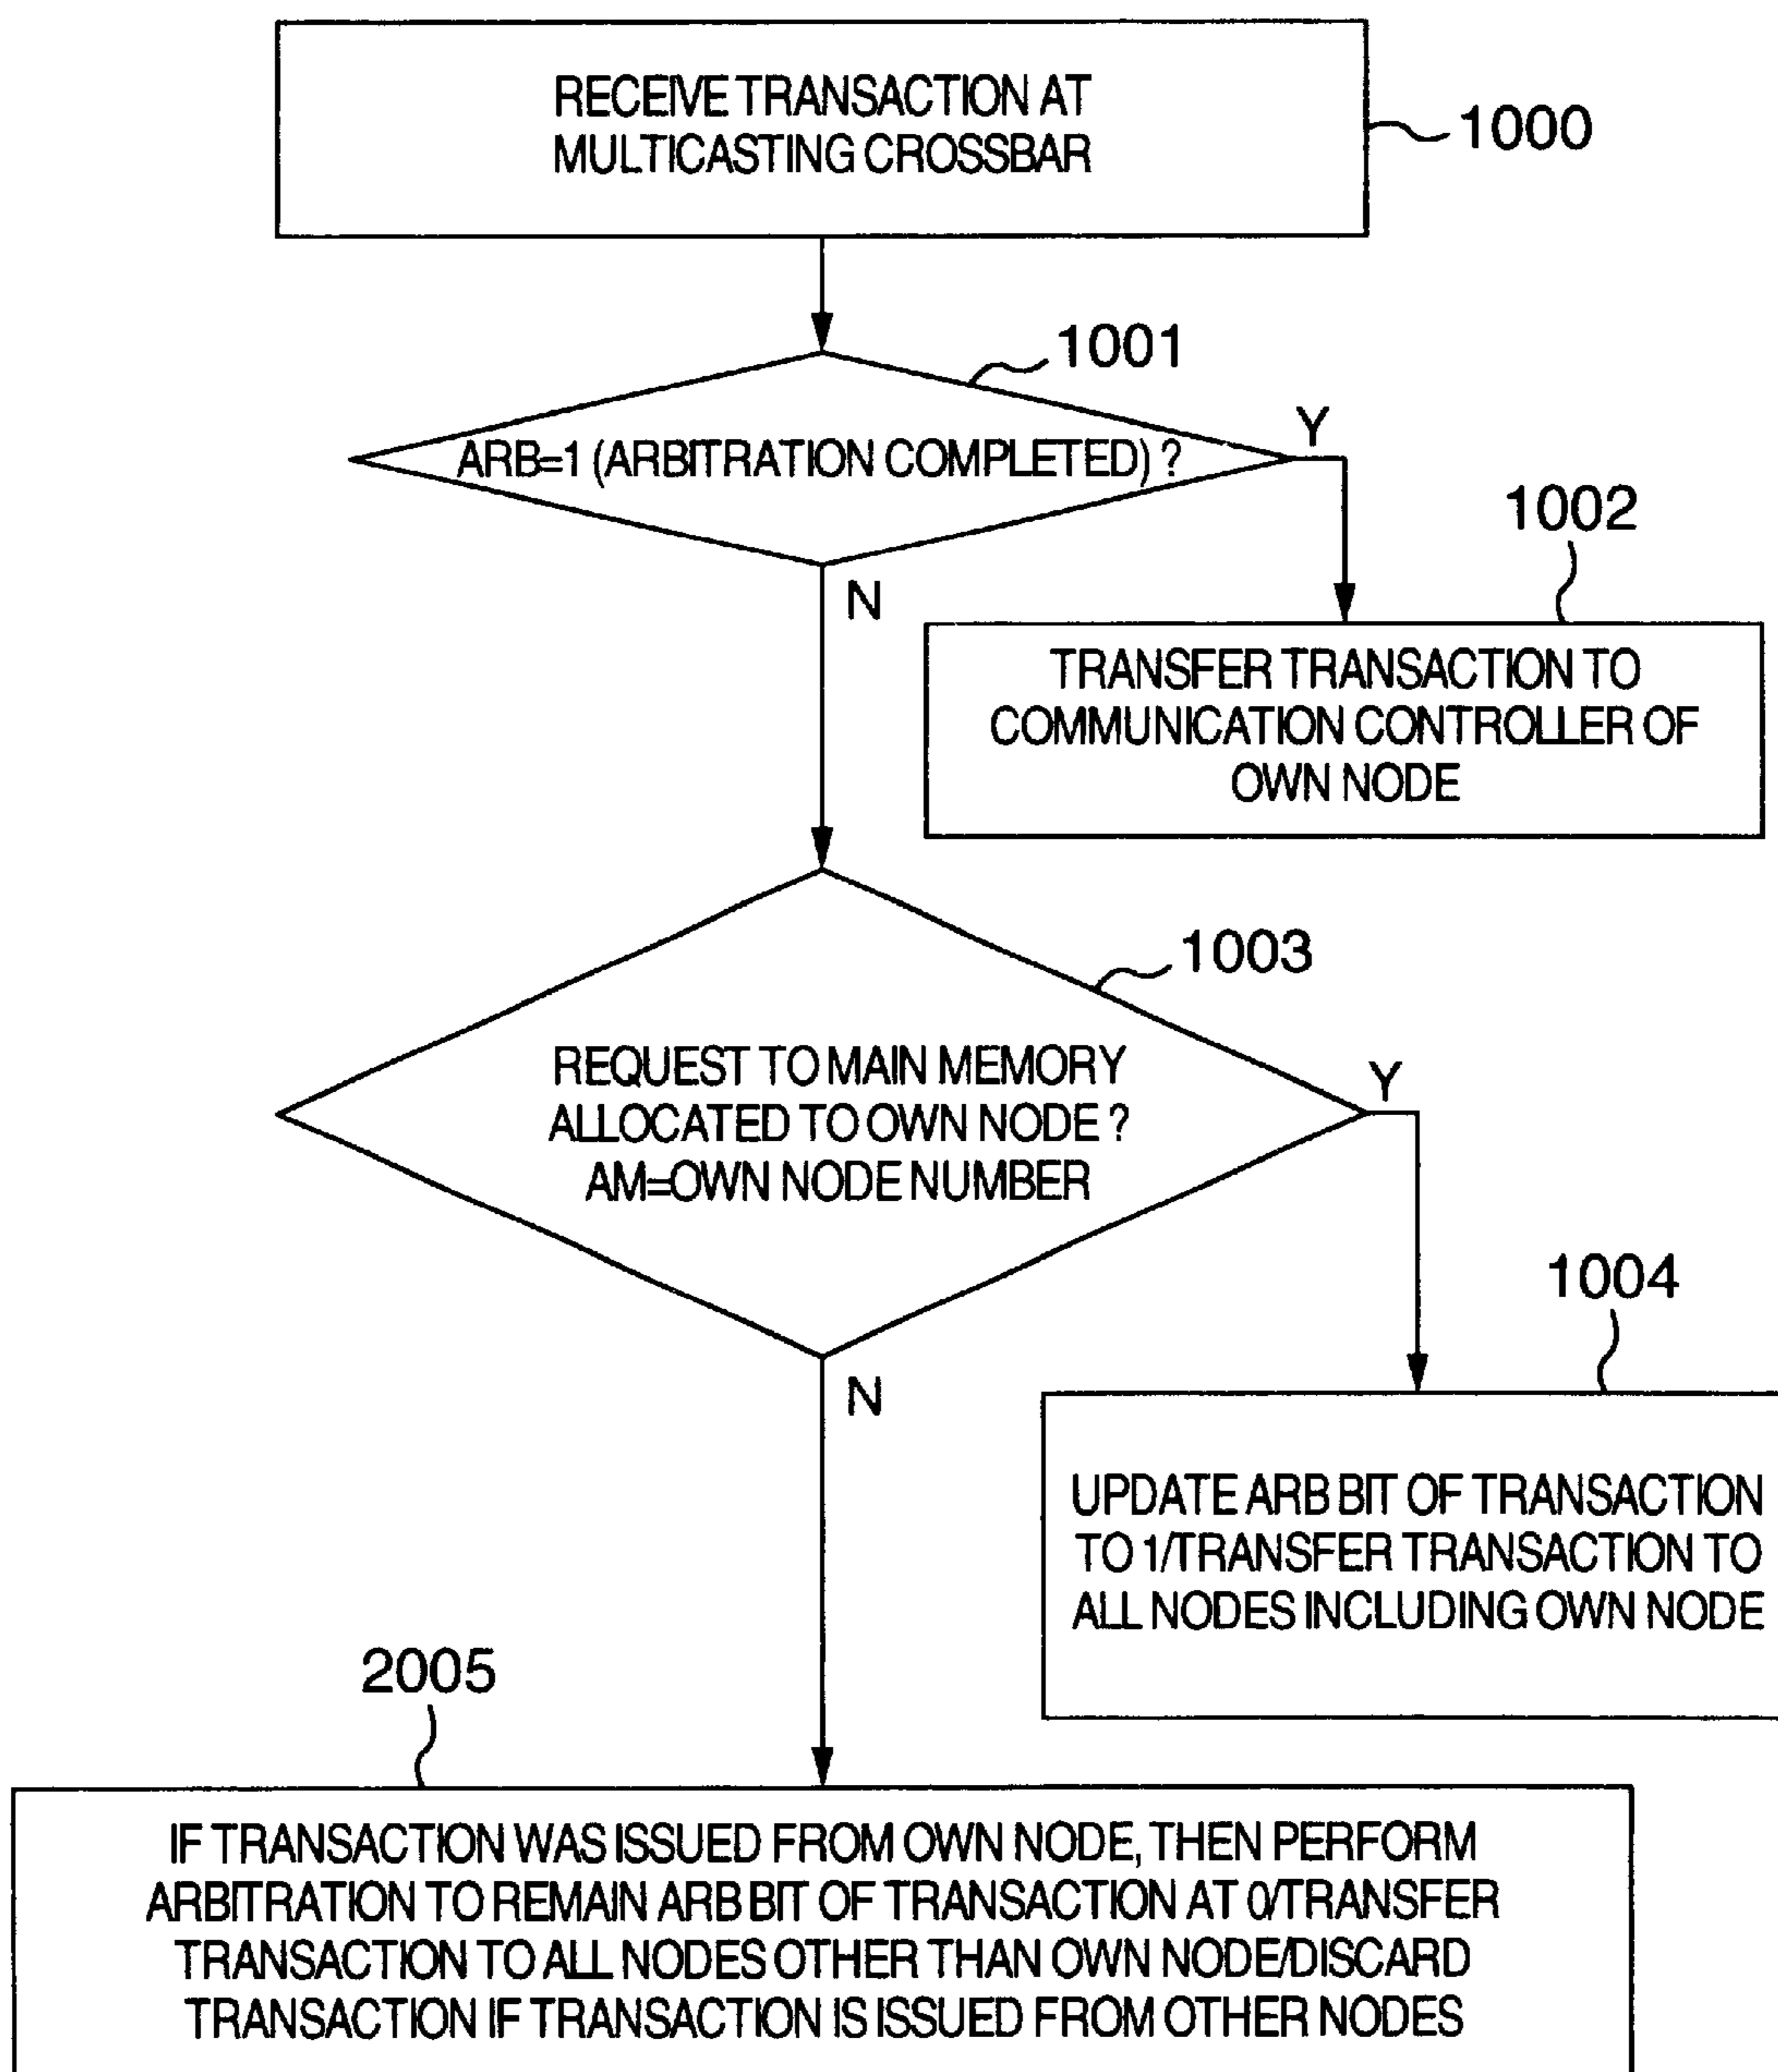 RECEIVE TRANSACTION AT
MULTICASTING CROSSBAR
1000
1001
ARB=1 (ARBITRATION COMPLETED) ?
Y
1002
N
TRANSFER TRANSACTION TO
COMMUNICATION CONTROLLER OF
OWN NODE
1003
REQUEST TO MAIN MEMORY
ALLOCATED TO OWN NODE ?
AM=OWN NODE NUMBER
Y
1004
N
UPDATE ARB BIT OF TRANSACTION
TO 1/TRANSFER TRANSACTION TO
ALL NODES INCLUDING OWN NODE
2005
IF TRANSACTION WAS ISSUED FROM OWN NODE, THEN PERFORM
ARBITRATION TO REMAIN ARB BIT OF TRANSACTION AT 0/TRANSFER
TRANSACTION TO ALL NODES OTHER THAN OWN NODE/DISCARD
TRANSACTION IF TRANSACTION IS ISSUED FROM OTHER NODES